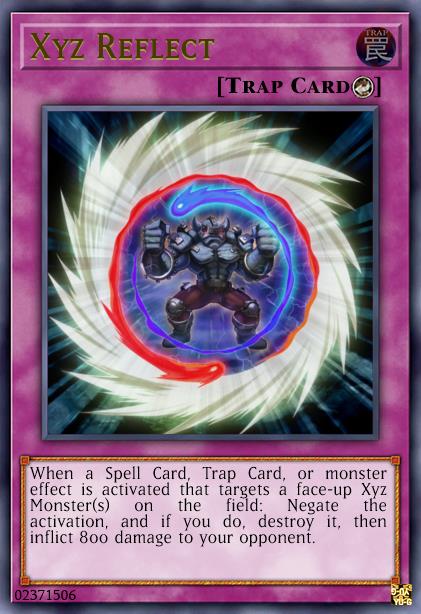 Xyz Reflect
TRAP
罠
[Trap Card]
When a Spell Card, Trap Card, or monster
effect is activated that targets a face-up Xyz
Monster(s) on the field: Negate the
activation, and if you do, destroy it, then
inflict 800 damage to your opponent.
02371506